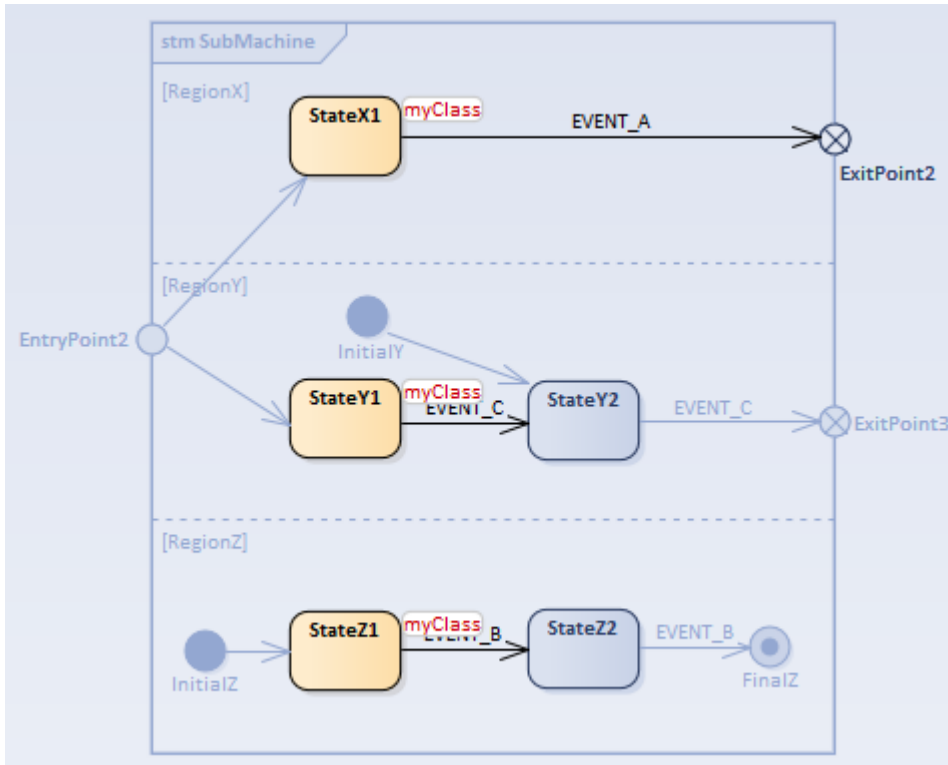 stm SubMachine
[RegionX]
StateX1
myClass
EVENT_A
ExitPoint2
[RegionY]
EntryPoint2
InitialY
StateY1
myClass
EVENT_C
StateY2
EVENT_C
ExitPoint3
[RegionZ]
InitialZ
StateZ1
myClass
EVENT_B
StateZ2
EVENT_B
FinalZ